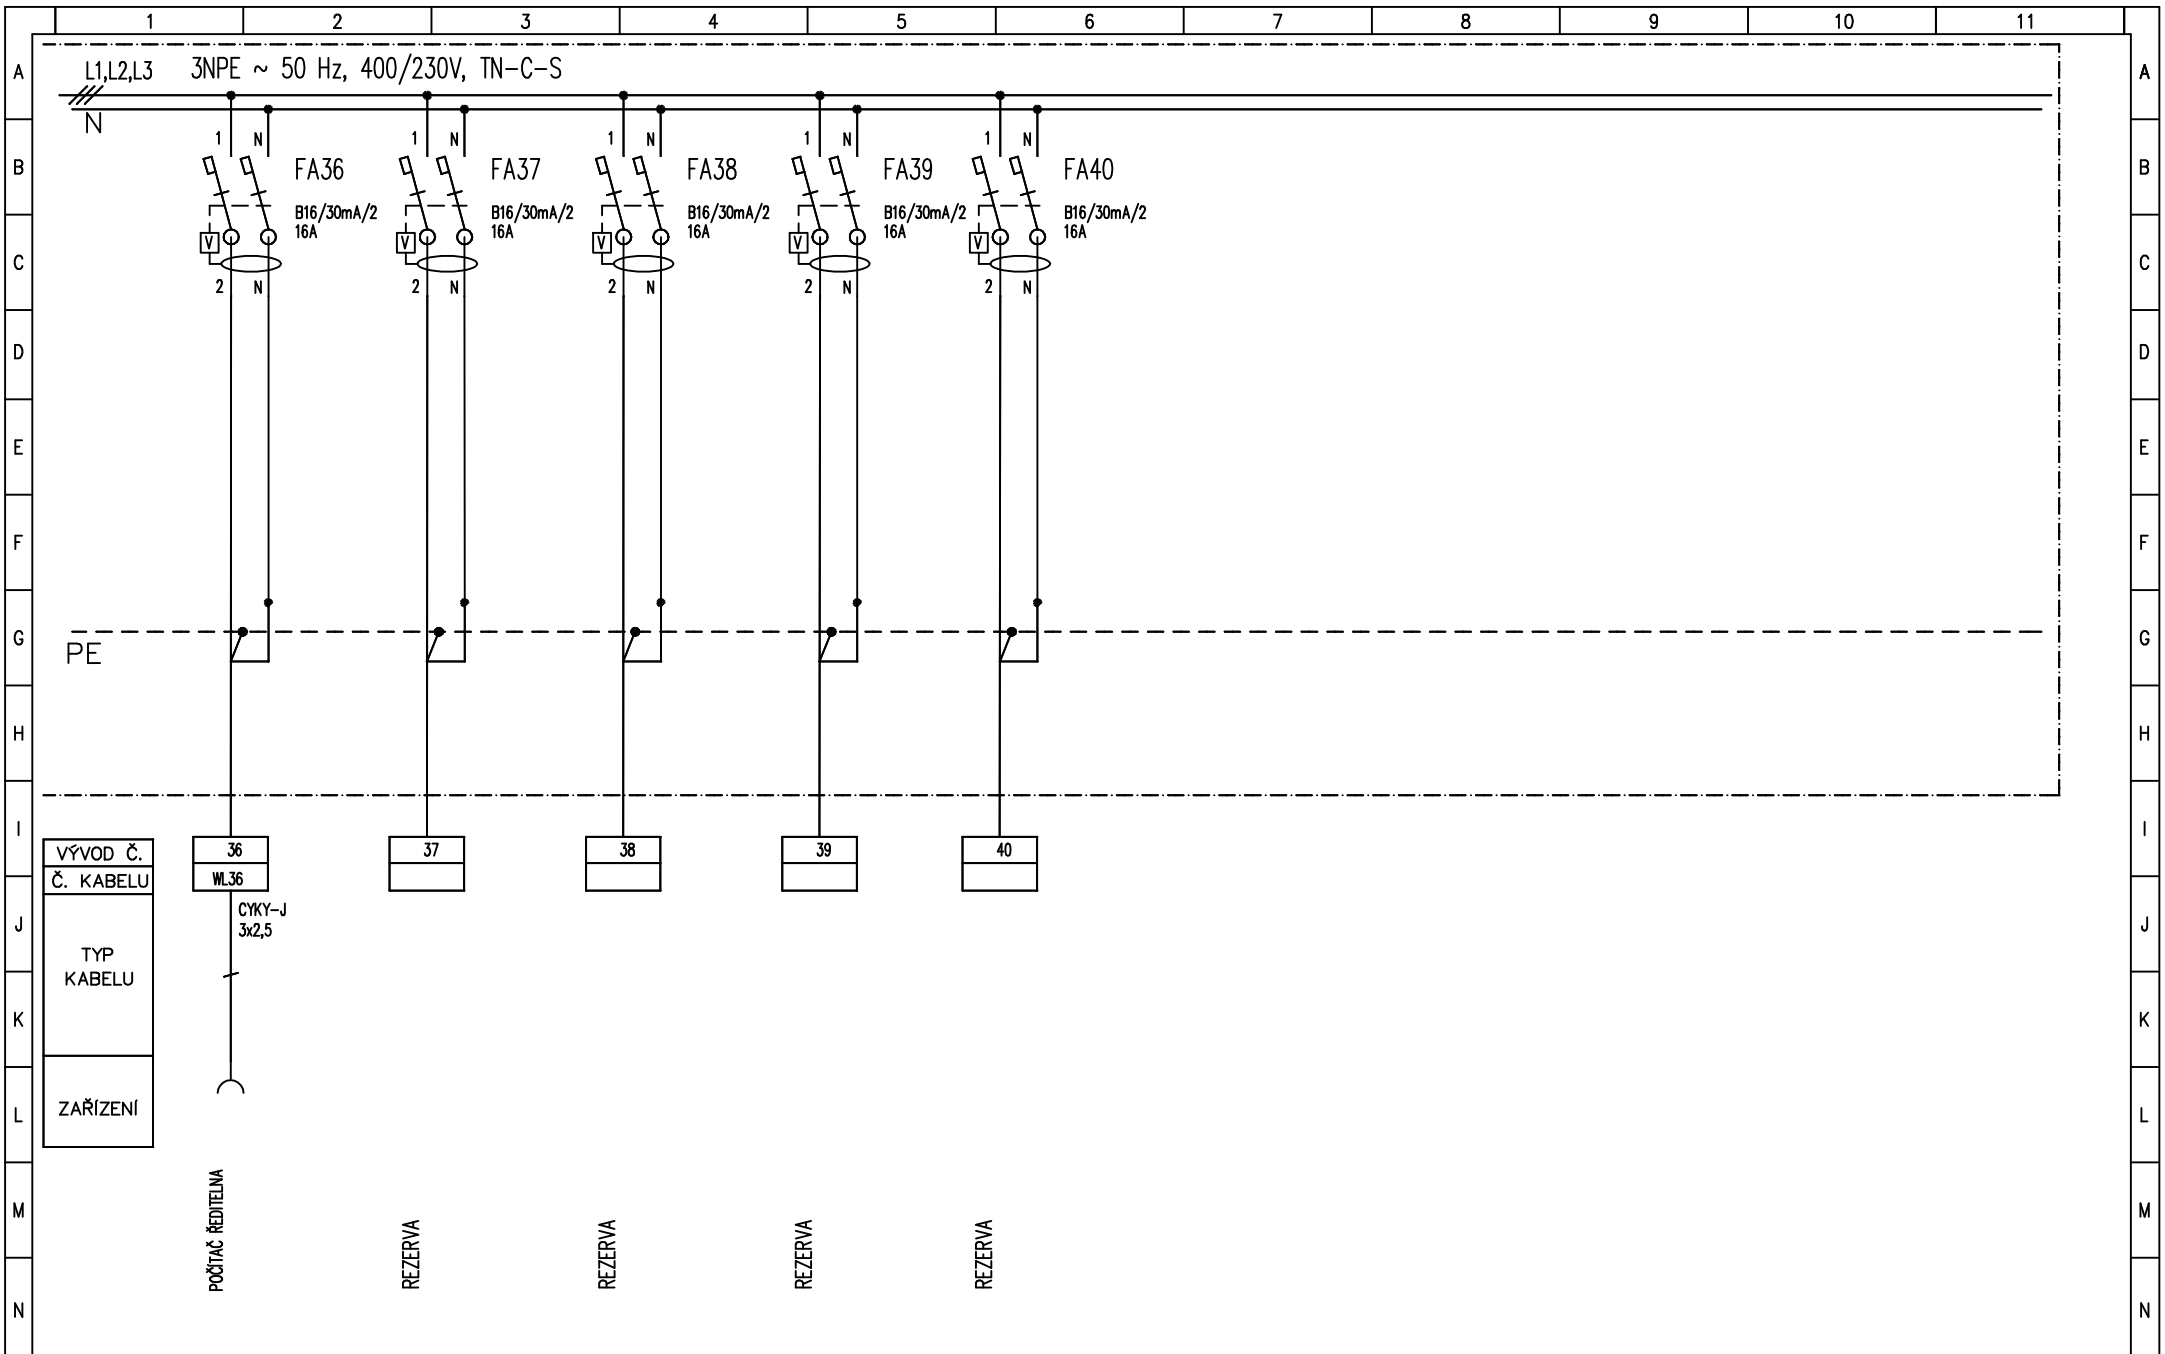 1 2 3 4 5 6 7 8 9 10 11
A L1,L2,L3 3NPE ~ 50 Hz, 400/230V, TN-C-S A
N
1 N 1 N 1 N 1 N 1 N
B FA36 FA37 FA38 FA39 FA40 B
B16/30mA/2 B16/30mA/2 B16/30mA/2 B16/30mA/2 B16/30mA/2
16A 16A 16A 16A 16A
V V V V V
C C
2 N 2 N 2 N 2 N 2 N
D D
E E
F F
G G
PE
H H
I I
VÝVOD Č. 36 37 38 39 40
Č. KABELU WL36
CYKY-J
J 3x2,5 J
TYP
KABELU
K K
ZAŘÍZENÍ
L L
M M
POČÍTAČ ŘEDITELNA
REZERVA
REZERVA
REZERVA
REZERVA
N N